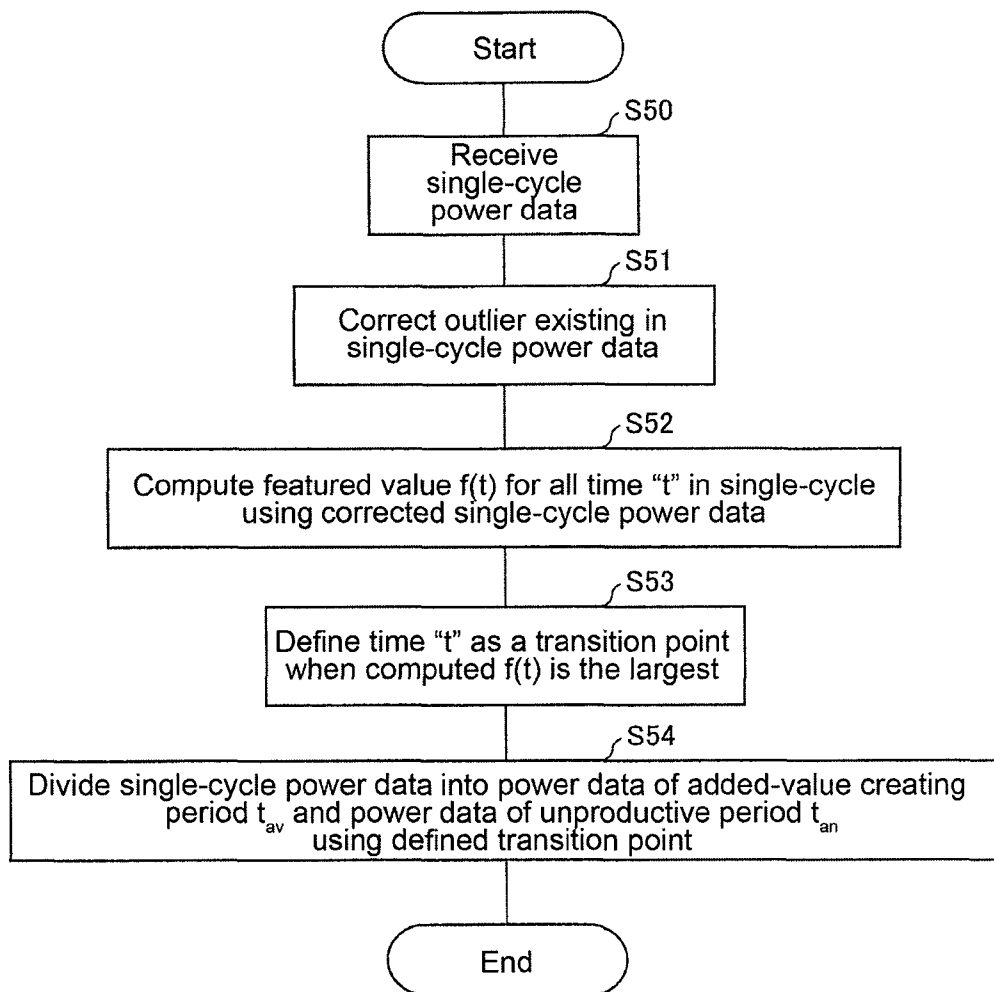 Start
S50
Receive
single-cycle
power data
S51
Correct outlier existing in
single-cycle power data
S52
Compute featured value f(t) for all time “t” in single-cycle
using corrected single-cycle power data
S53
Define time “t” as a transition point
when computed f(t) is the largest
S54
Divide single-cycle power data into power data of added-value creating
period t_av and power data of unproductive period t_an
using defined transition point
End